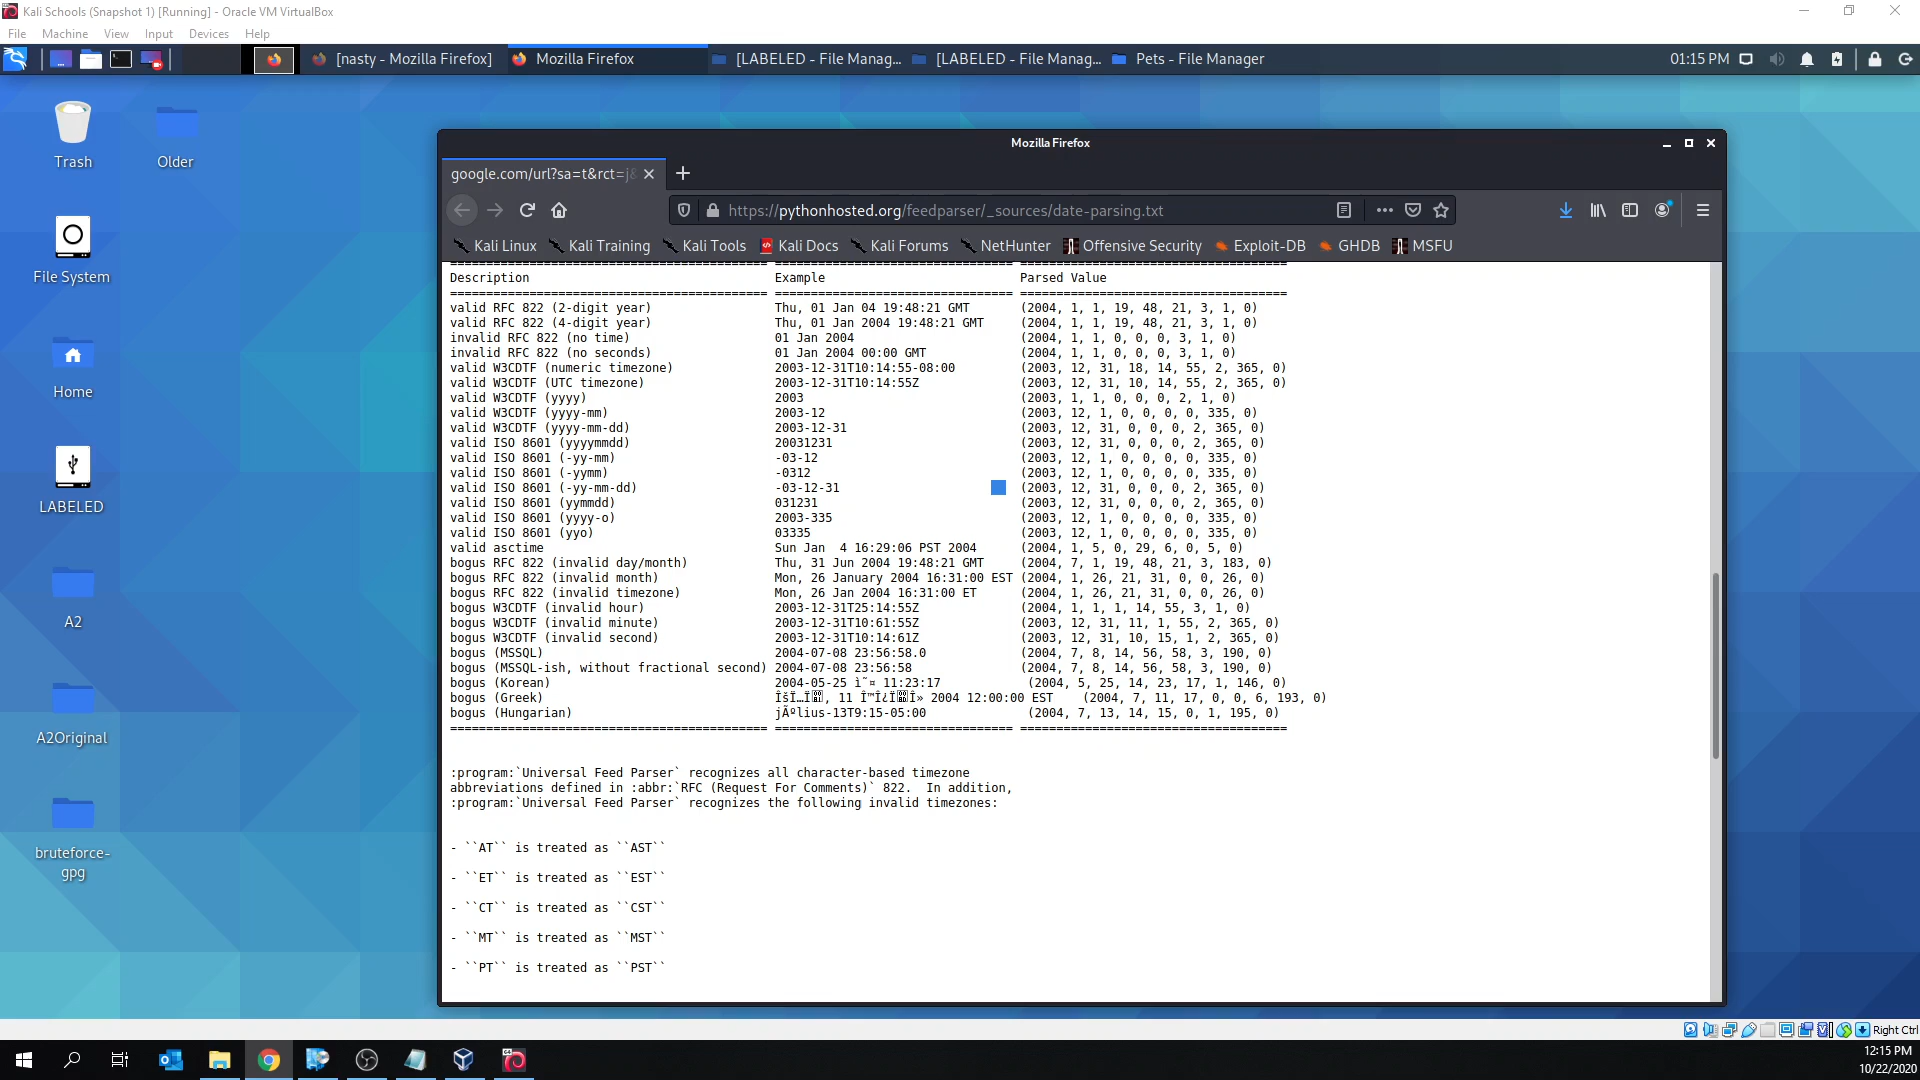 Kali Schools (Snapshot 1) [Running] - Oracle VM VirtualBox
File Machine View Input Devices Help
[nasty - Mozilla Firefox] Mozilla Firefox [LABELED - File Manag... [LABELED - File Manag... Pets - File Manager 01:15 PM
Trash
Older
File System
Home
LABELED
A2
A2Original
bruteforce-
gpg
Mozilla Firefox
google.com/url?sa=t&rct=j&
https://pythonhosted.org/feedparser/_sources/date-parsing.txt
Kali Linux Kali Training Kali Tools Kali Docs Kali Forums NetHunter Offensive Security Exploit-DB GHDB MSFU
============================================ ================================= =====================================
Description Example Parsed Value
============================================ ================================= =====================================
valid RFC 822 (2-digit year) Thu, 01 Jan 04 19:48:21 GMT (2004, 1, 1, 19, 48, 21, 3, 1, 0)
valid RFC 822 (4-digit year) Thu, 01 Jan 2004 19:48:21 GMT (2004, 1, 1, 19, 48, 21, 3, 1, 0)
invalid RFC 822 (no time) 01 Jan 2004 (2004, 1, 1, 0, 0, 0, 3, 1, 0)
invalid RFC 822 (no seconds) 01 Jan 2004 00:00 GMT (2004, 1, 1, 0, 0, 0, 3, 1, 0)
valid W3CDTF (numeric timezone) 2003-12-31T10:14:55-08:00 (2003, 12, 31, 18, 14, 55, 2, 365, 0)
valid W3CDTF (UTC timezone) 2003-12-31T10:14:55Z (2003, 12, 31, 10, 14, 55, 2, 365, 0)
valid W3CDTF (yyyy) 2003 (2003, 1, 1, 0, 0, 0, 2, 1, 0)
valid W3CDTF (yyyy-mm) 2003-12 (2003, 12, 1, 0, 0, 0, 0, 335, 0)
valid W3CDTF (yyyy-mm-dd) 2003-12-31 (2003, 12, 31, 0, 0, 0, 2, 365, 0)
valid ISO 8601 (yyyymmdd) 20031231 (2003, 12, 31, 0, 0, 0, 2, 365, 0)
valid ISO 8601 (-yy-mm) -03-12 (2003, 12, 1, 0, 0, 0, 0, 335, 0)
valid ISO 8601 (-yymm) -0312 (2003, 12, 1, 0, 0, 0, 0, 335, 0)
valid ISO 8601 (-yy-mm-dd) -03-12-31 (2003, 12, 31, 0, 0, 0, 2, 365, 0)
valid ISO 8601 (yymmdd) 031231 (2003, 12, 31, 0, 0, 0, 2, 365, 0)
valid ISO 8601 (yyyy-o) 2003-335 (2003, 12, 1, 0, 0, 0, 0, 335, 0)
valid ISO 8601 (yyo) 03335 (2003, 12, 1, 0, 0, 0, 0, 335, 0)
valid asctime Sun Jan  4 16:29:06 PST 2004 (2004, 1, 5, 0, 29, 6, 0, 5, 0)
bogus RFC 822 (invalid day/month) Thu, 31 Jun 2004 19:48:21 GMT (2004, 7, 1, 19, 48, 21, 3, 183, 0)
bogus RFC 822 (invalid month) Mon, 26 January 2004 16:31:00 EST (2004, 1, 26, 21, 31, 0, 0, 26, 0)
bogus RFC 822 (invalid timezone) Mon, 26 Jan 2004 16:31:00 ET (2004, 1, 26, 21, 31, 0, 0, 26, 0)
bogus W3CDTF (invalid hour) 2003-12-31T25:14:55Z (2004, 1, 1, 1, 14, 55, 3, 1, 0)
bogus W3CDTF (invalid minute) 2003-12-31T10:61:55Z (2003, 12, 31, 11, 1, 55, 2, 365, 0)
bogus W3CDTF (invalid second) 2003-12-31T10:14:61Z (2003, 12, 31, 10, 15, 1, 2, 365, 0)
bogus (MSSQL) 2004-07-08 23:56:58.0 (2004, 7, 8, 14, 56, 58, 3, 190, 0)
bogus (MSSQL-ish, without fractional second) 2004-07-08 23:56:58 (2004, 7, 8, 14, 56, 58, 3, 190, 0)
bogus (Korean) 2004-05-25 ì˜¤ 11:23:17 (2004, 5, 25, 14, 23, 17, 1, 146, 0)
bogus (Greek) 11 2004 12:00:00 EST (2004, 7, 11, 17, 0, 0, 6, 193, 0)
bogus (Hungarian) jÃºlius-13T9:15-05:00 (2004, 7, 13, 14, 15, 0, 1, 195, 0)
============================================ ================================= =====================================
:program:`Universal Feed Parser` recognizes all character-based timezone
abbreviations defined in :abbr:`RFC (Request For Comments)` 822.  In addition,
:program:`Universal Feed Parser` recognizes the following invalid timezones:
- ``AT`` is treated as ``AST``
- ``ET`` is treated as ``EST``
- ``CT`` is treated as ``CST``
- ``MT`` is treated as ``MST``
- ``PT`` is treated as ``PST``
Right Ctrl
12:15 PM
10/22/2020